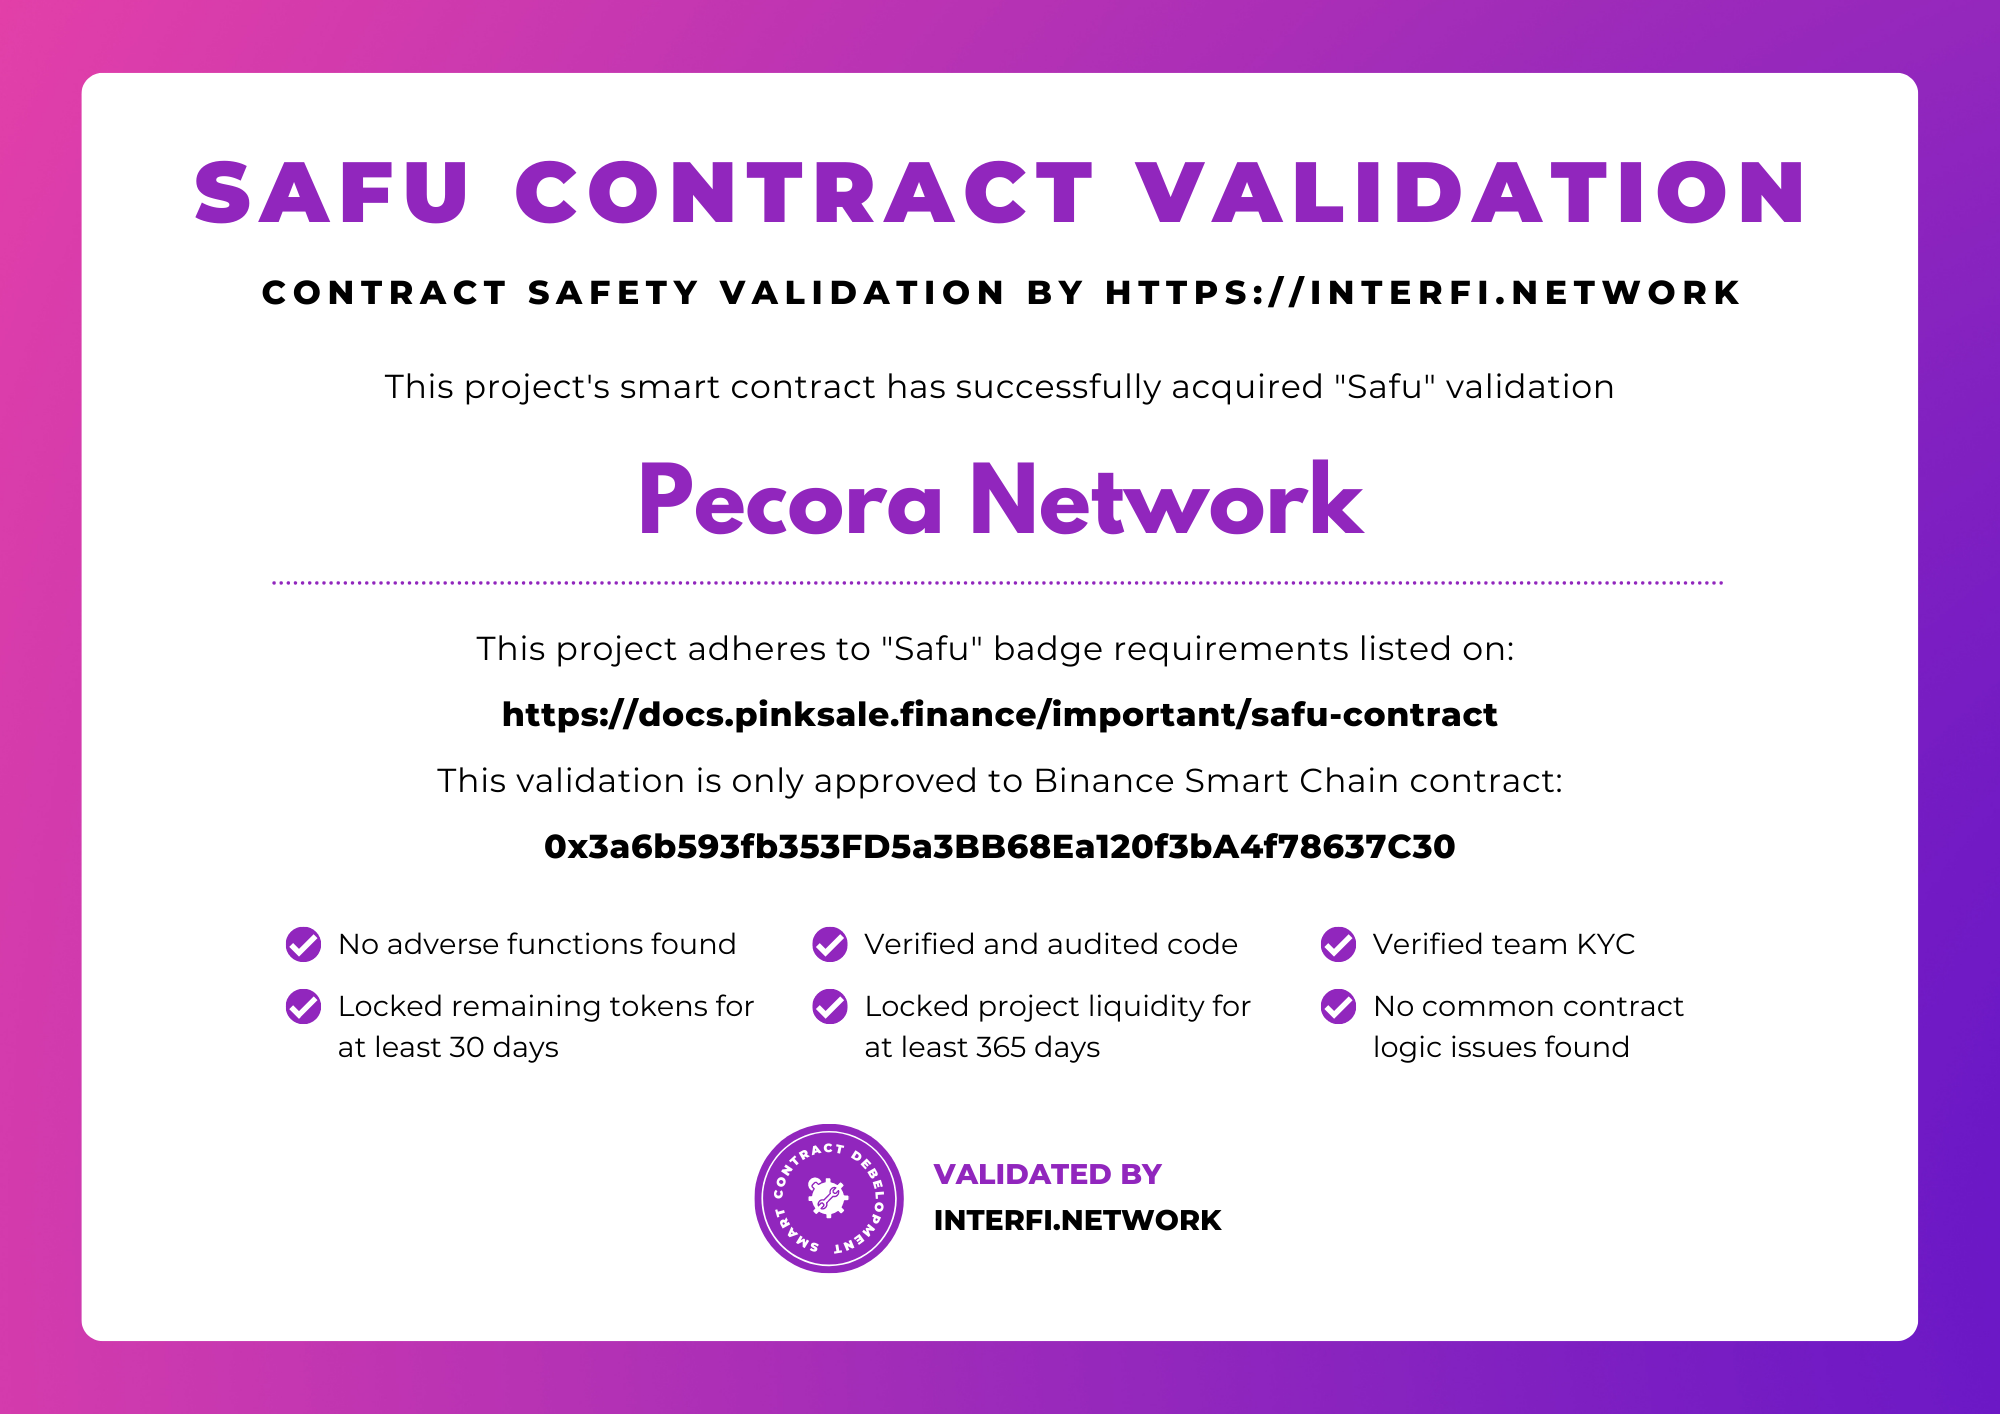 SAFU CONTRACT VALIDATION
CONTRACT SAFETY VALIDATION BY HTTPS://INTERFI.NETWORK
This project's smart contract has successfully acquired "Safu" validation
Pecora Network
This project adheres to "Safu" badge requirements listed on:
https://docs.pinksale.finance/important/safu-contract
This validation is only approved to Binance Smart Chain contract:
0x3a6b593fb353FD5a3BB68Ea120f3bA4f78637C30
No adverse functions found
Locked remaining tokens for
at least 30 days
Verified and audited code
Locked project liquidity for
at least 365 days
Verified team KYC
No common contract
logic issues found
SMART CONTRACT DEBELOPMENT
VALIDATED BY
INTERFI.NETWORK